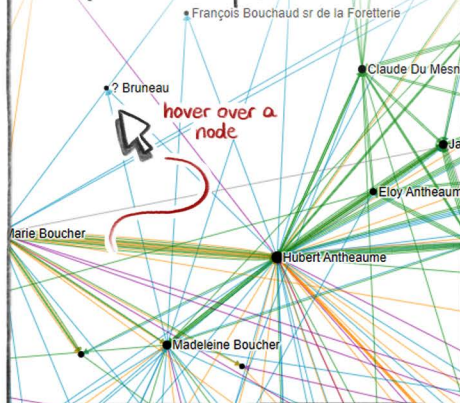 François Bouchaud sr de la Foretterie
Claude Du Mesn
? Bruneau
hover over a
node
Ja
Eloy Antheaum
Marie Boucher
Hubert Antheaume
Madeleine Boucher